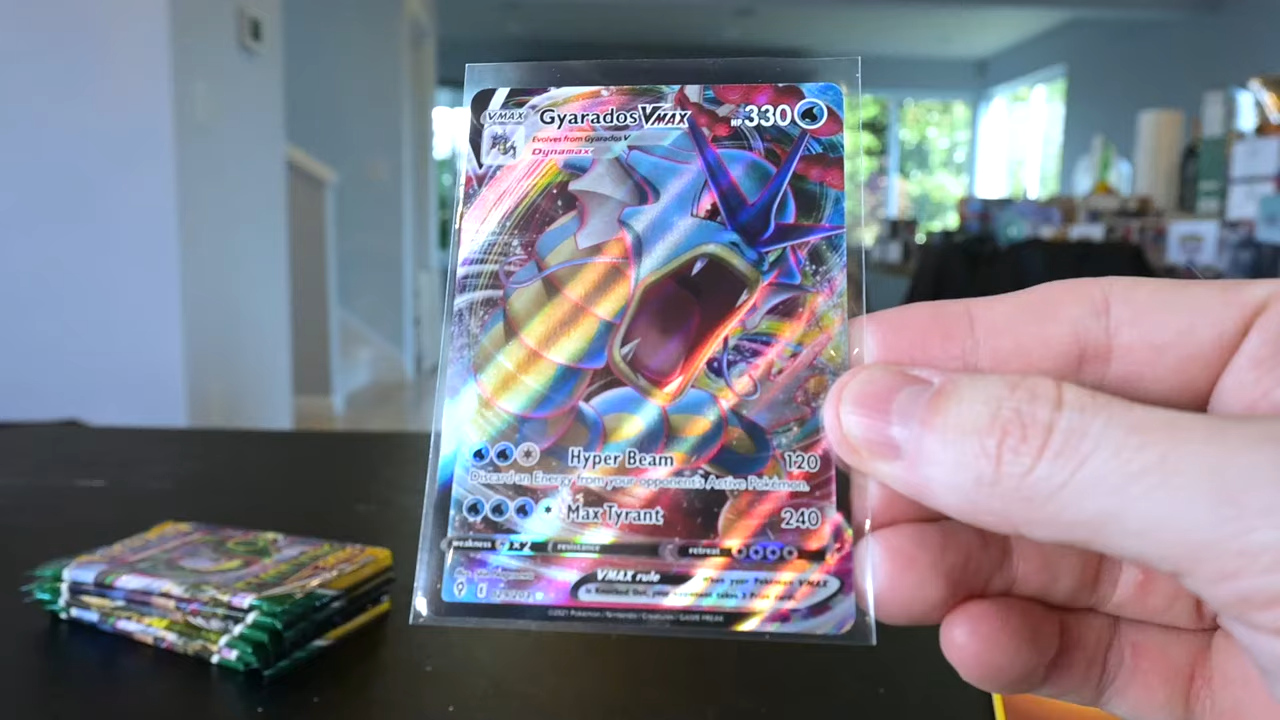 VMAX Gyarados VMAX HP 330
Evolves from Gyarados V
Dynamax
Hyper Beam 120
Discard an Energy from your opponent's Active Pokémon.
Max Tyrant 240
weakness ×2 resistance retreat
VMAX rule When your Pokémon VMAX
is Knocked Out, your opponent takes 3 Prize cards.
©2021 Pokémon / Nintendo / Creatures / GAME FREAK